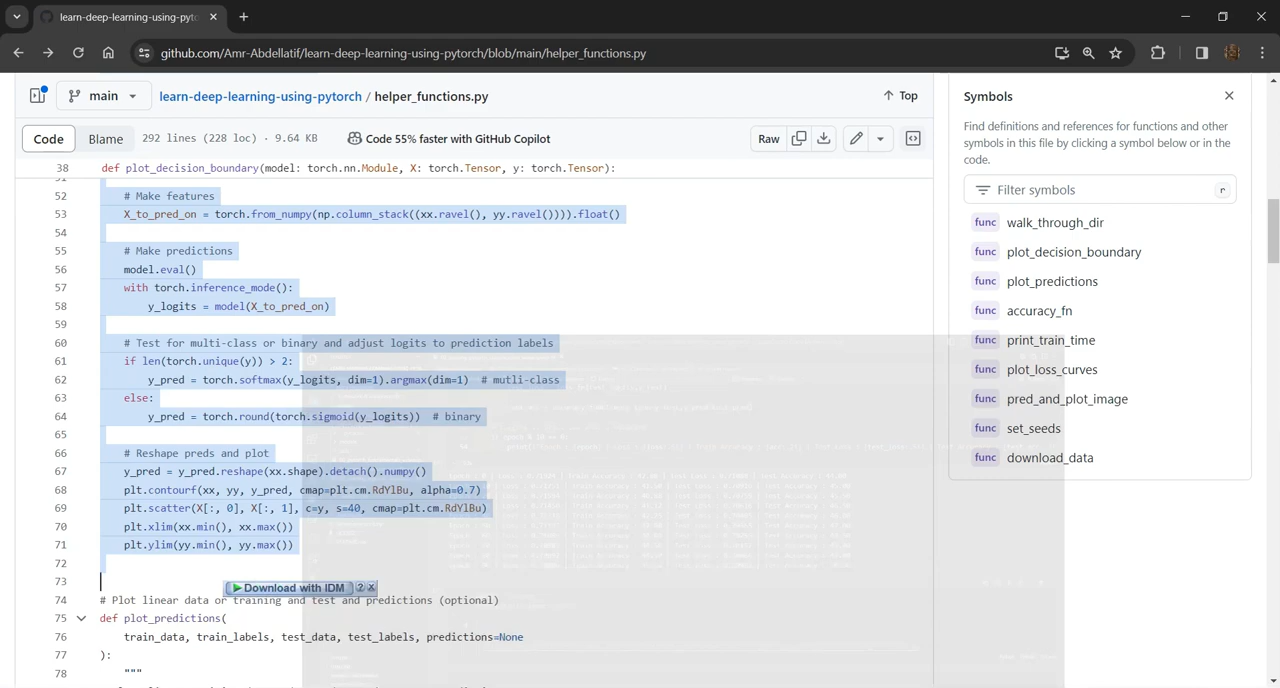 learn-deep-learning-using-pyto
github.com/Amr-Abdellatif/learn-deep-learning-using-pytorch/blob/main/helper_functions.py
main
learn-deep-learning-using-pytorch / helper_functions.py
Top
Code
Blame
292 lines (228 loc) · 9.64 KB
Code 55% faster with GitHub Copilot
Raw
38 def plot_decision_boundary(model: torch.nn.Module, X: torch.Tensor, y: torch.Tensor):
51
52 # Make features
53 X_to_pred_on = torch.from_numpy(np.column_stack((xx.ravel(), yy.ravel()))).float()
54
55 # Make predictions
56 model.eval()
57 with torch.inference_mode():
58 y_logits = model(X_to_pred_on)
59
60 # Test for multi-class or binary and adjust logits to prediction labels
61 if len(torch.unique(y)) > 2:
62 y_pred = torch.softmax(y_logits, dim=1).argmax(dim=1) # mutli-class
63 else:
64 y_pred = torch.round(torch.sigmoid(y_logits)) # binary
65
66 # Reshape preds and plot
67 y_pred = y_pred.reshape(xx.shape).detach().numpy()
68 plt.contourf(xx, yy, y_pred, cmap=plt.cm.RdYlBu, alpha=0.7)
69 plt.scatter(X[:, 0], X[:, 1], c=y, s=40, cmap=plt.cm.RdYlBu)
70 plt.xlim(xx.min(), xx.max())
71 plt.ylim(yy.min(), yy.max())
72
73
Download with IDM ?
74 # Plot linear data or training and test and predictions (optional)
75 def plot_predictions(
76 train_data, train_labels, test_data, test_labels, predictions=None
77 ):
78 """
Symbols
Find definitions and references for functions and other
symbols in this file by clicking a symbol below or in the
code.
Filter symbols
r
func walk_through_dir
func plot_decision_boundary
func plot_predictions
func accuracy_fn
func print_train_time
func plot_loss_curves
func pred_and_plot_image
func set_seeds
func download_data